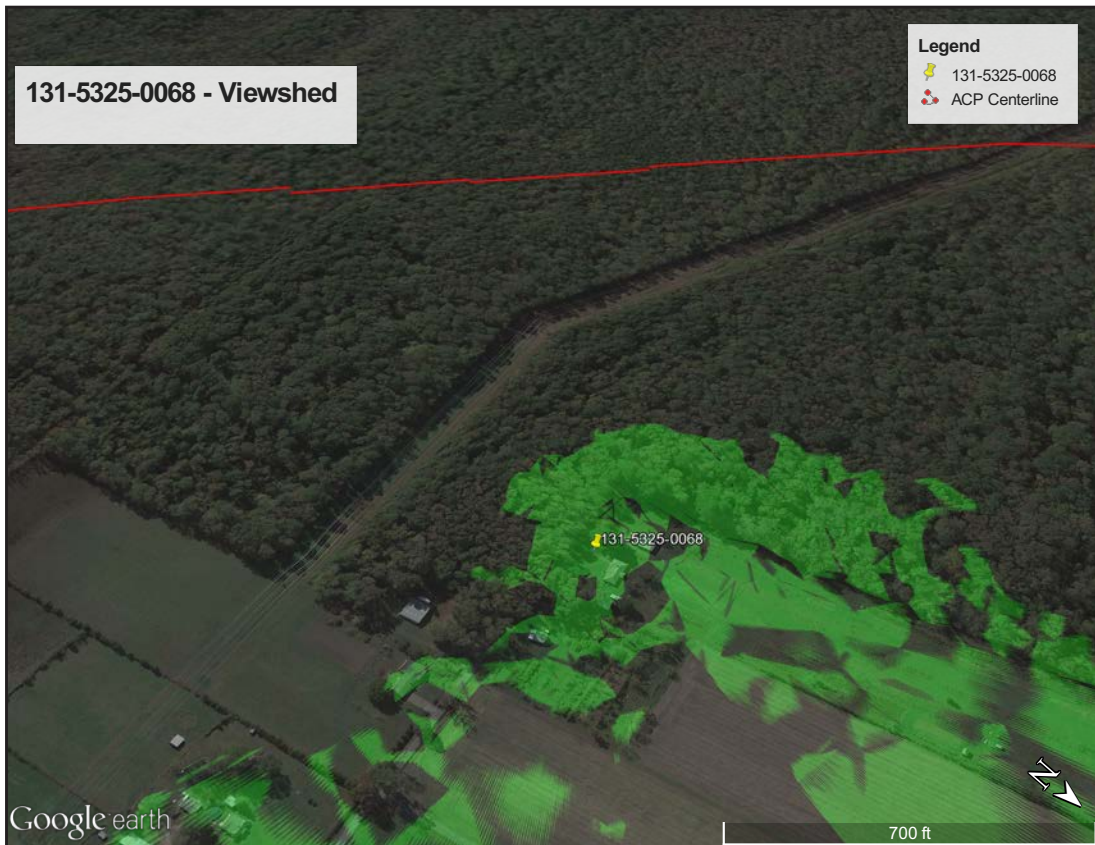 131-5325-0068 - Viewshed
Legend
131-5325-0068
ACP Centerline
131-5325-0068
N
Google earth
700 ft